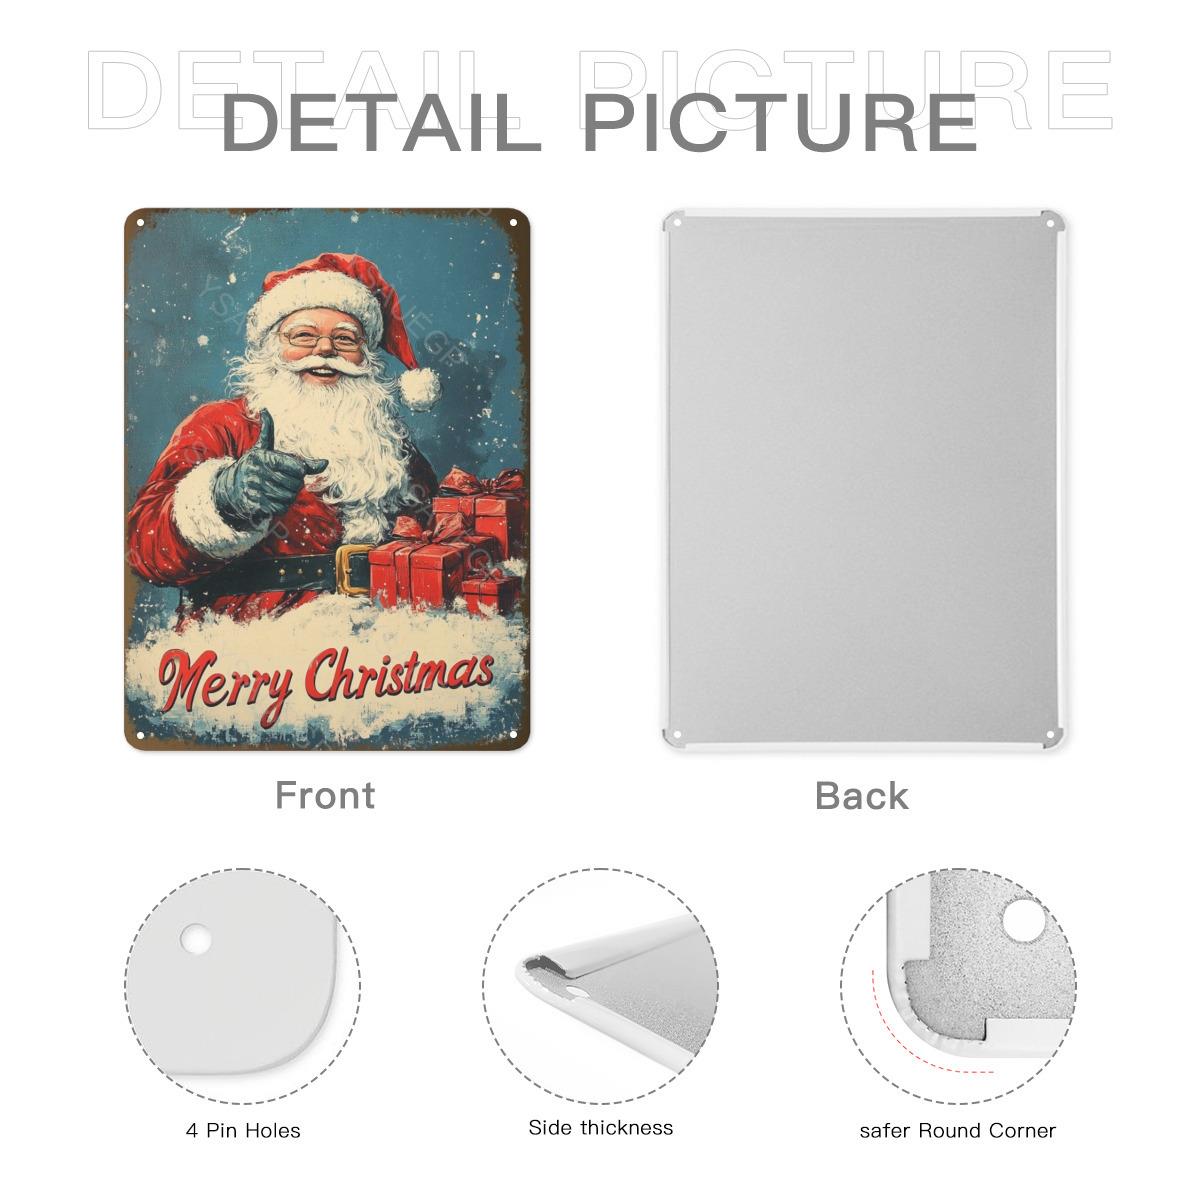 DETAIL PICTURE
DETAIL PICTURE
Merry Christmas
Front
Back
4 Pin Holes
Side thickness
safer Round Corner